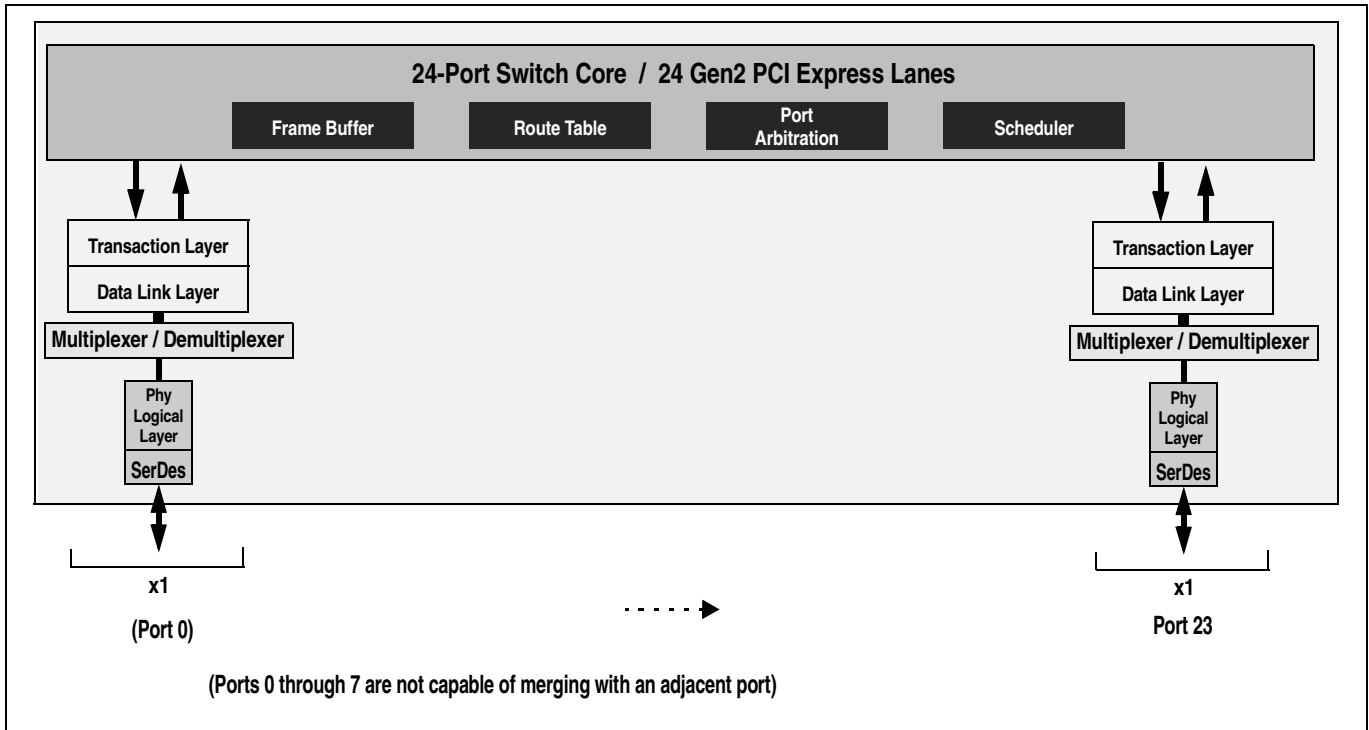 24-Port Switch Core / 24 Gen2 PCI Express Lanes
Frame Buffer
Route Table
Port
Arbitration
Scheduler
Transaction Layer
Data Link Layer
Multiplexer / Demultiplexer
Phy
Logical
Layer
SerDes
x1
(Port 0)
Transaction Layer
Data Link Layer
Multiplexer / Demultiplexer
Phy
Logical
Layer
SerDes
x1
Port 23
(Ports 0 through 7 are not capable of merging with an adjacent port)